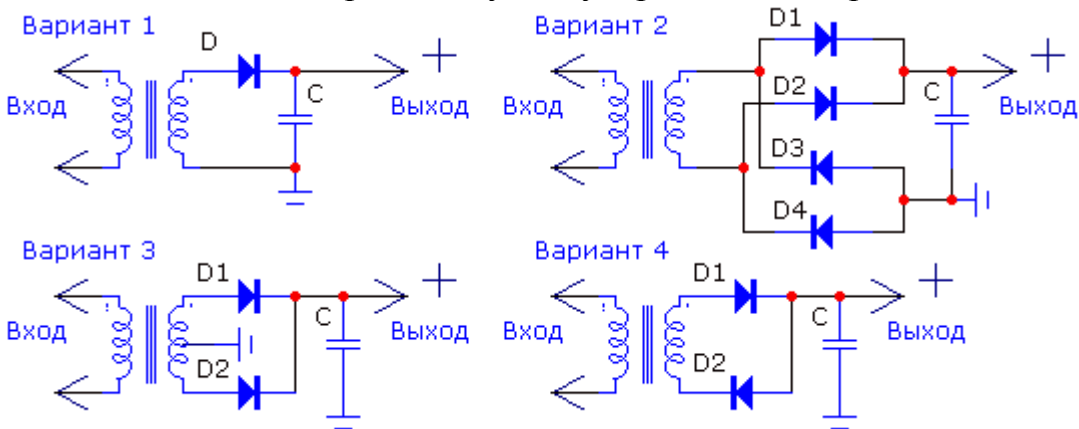 Вариант 1
D
+
Вход
C
Выход
Вариант 2
D1
D2
+
Вход
C
Выход
D3
D4
Вариант 3
D1
+
Вход
C
Выход
D2
Вариант 4
D1
+
Вход
C
Выход
D2